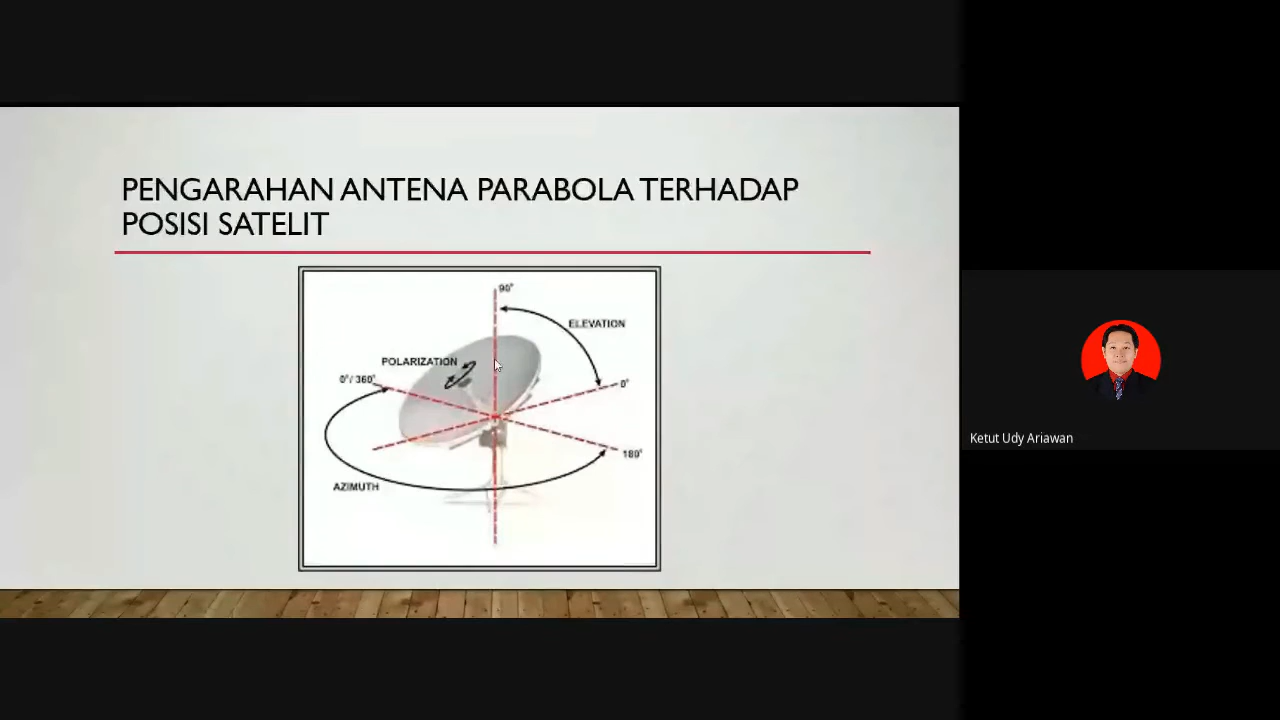 PENGARAHAN ANTENA PARABOLA TERHADAP
POSISI SATELIT
90°
ELEVATION
POLARIZATION
0°/ 360°
0°
180°
AZIMUTH
Ketut Udy Ariawan